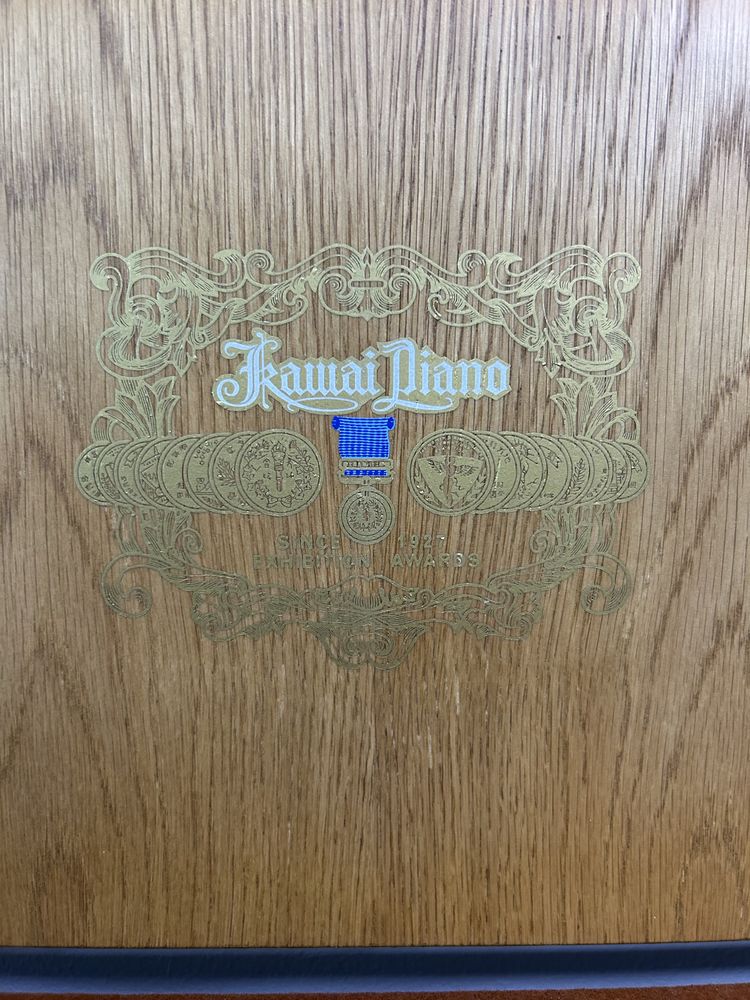 Kawai Piano
SINCE 1927
EXHIBITION AWARDS